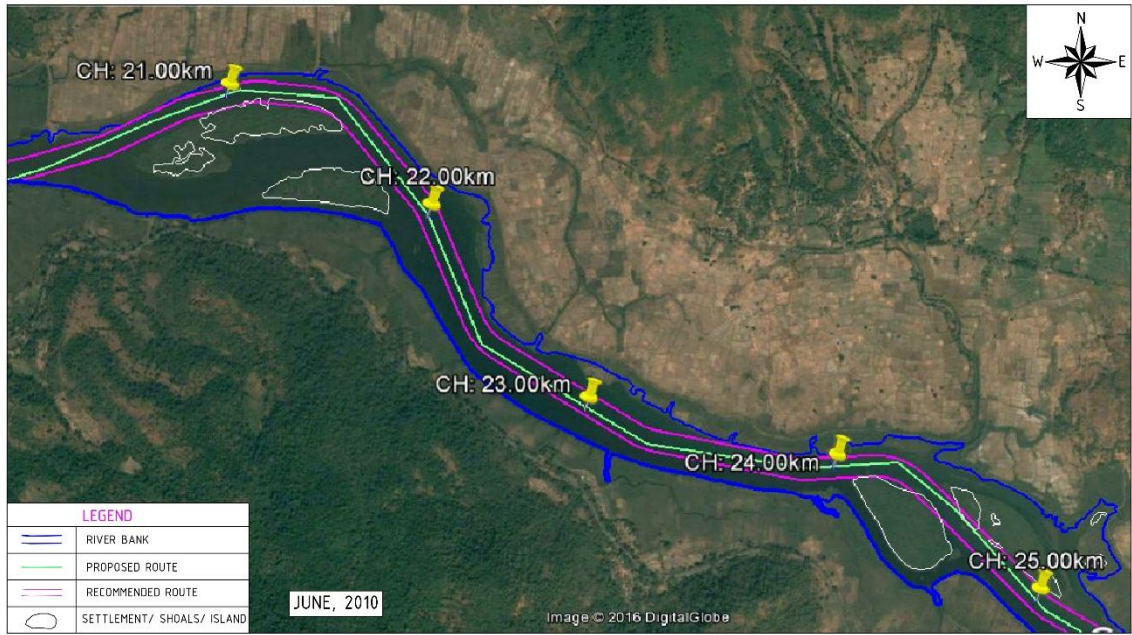 N
W E
S
CH: 21.00km
CH: 22.00km
CH: 23.00km
CH: 24.00km
CH: 25.00km
LEGEND
RIVER BANK
PROPOSED ROUTE
RECOMMENDED ROUTE
SETTLEMENT/ SHOALS/ ISLAND
JUNE, 2010
Image © 2016 DigitalGlobe